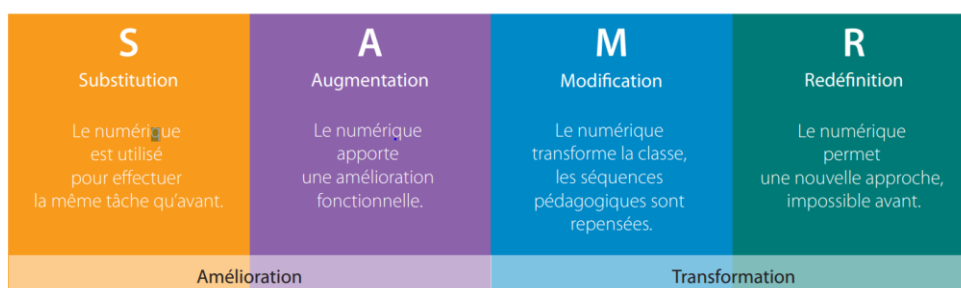 S
Substitution
Le numérique
est utilisé
pour effectuer
la même tâche qu'avant.
A
Augmentation
Le numérique
apporte
une amélioration
fonctionnelle.
M
Modification
Le numérique
transforme la classe,
les séquences
pédagogiques sont
repensées.
R
Redéfinition
Le numérique
permet
une nouvelle approche,
impossible avant.
Amélioration
Transformation